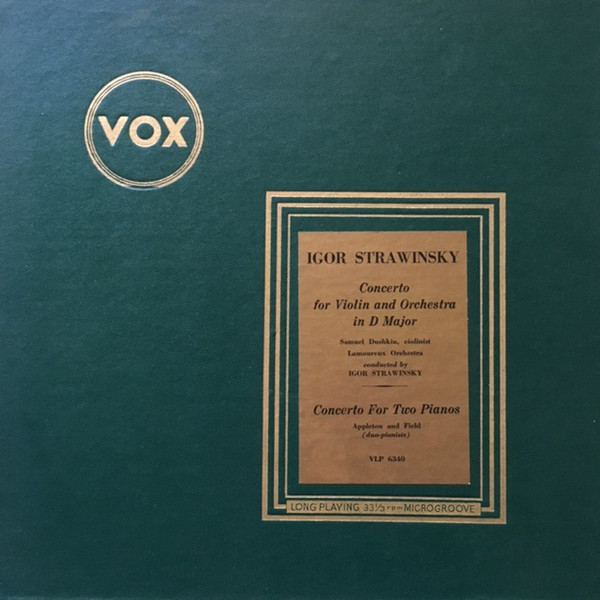 VOX
IGOR STRAWINSKY
Concerto
for Violin and Orchestra
in D Major
Samuel Dushkin, violinist
Lamoureux Orchestra
conducted by
IGOR STRAWINSKY
Concerto For Two Pianos
Appleton and Field
(duo-pianists)
VLP 6340
LONG PLAYING 33⅓ rpm MICROGROOVE